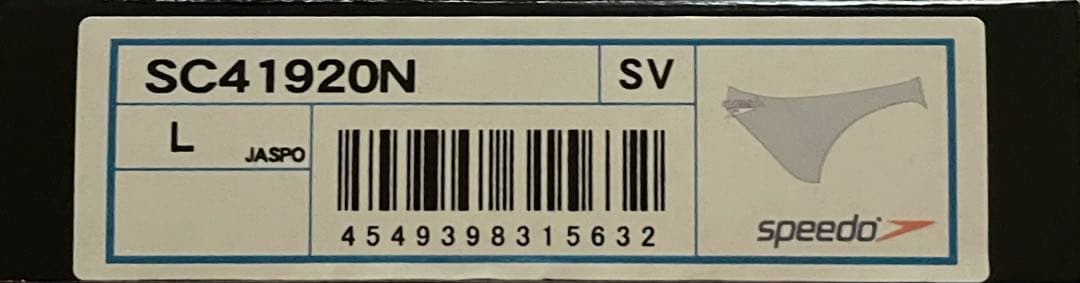 SC41920N SV
L JASPO
4549398315632
speedo